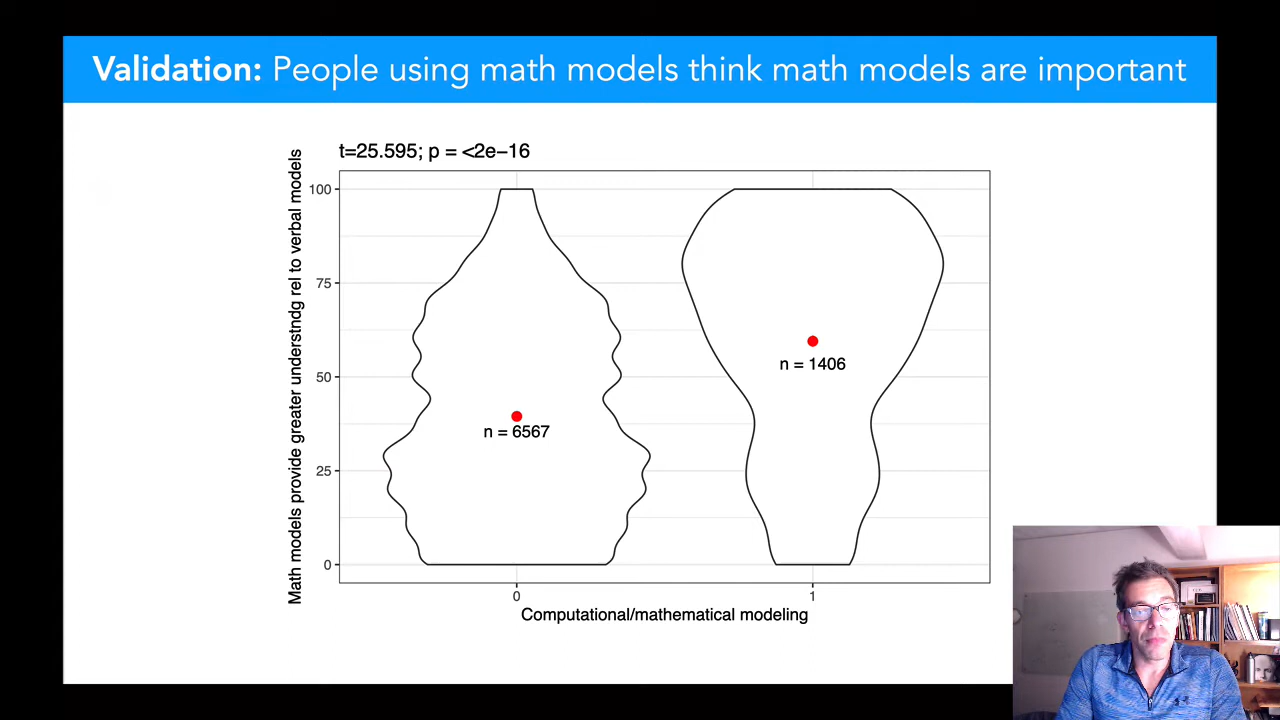 Validation: People using math models think math models are important
t=25.595; p = <2e−16
Math models provide greater understndg rel to verbal models
100
75
50
25
0
n = 6567
n = 1406
0
1
Computational/mathematical modeling